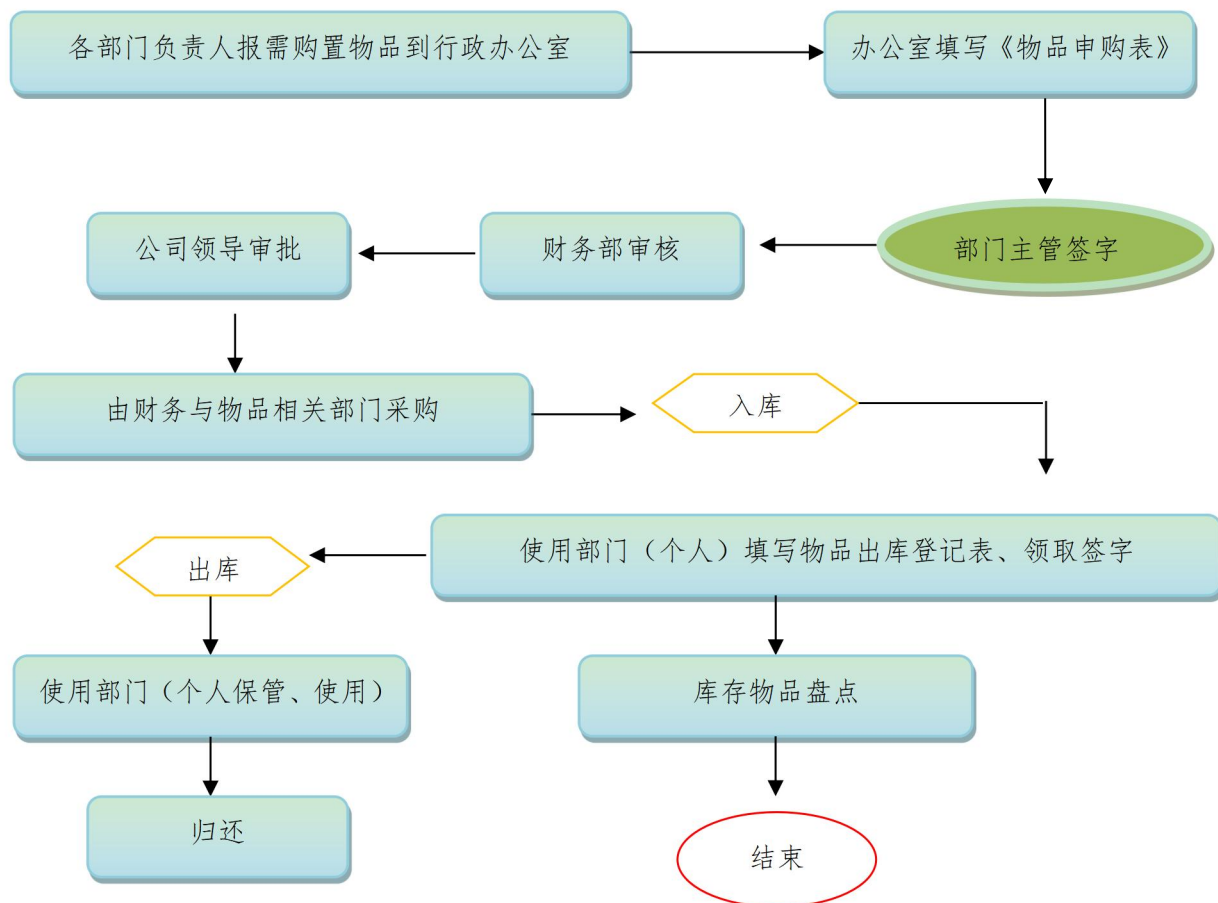 各部门负责人报需购置物品到行政办公室
办公室填写《物品申购表》
部门主管签字
财务部审核
公司领导审批
由财务与物品相关部门采购
入库
使用部门（个人）填写物品出库登记表、领取签字
出库
使用部门（个人保管、使用）
库存物品盘点
归还
结束